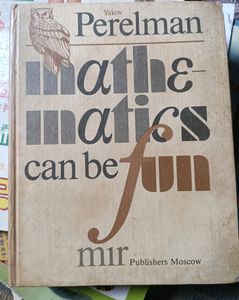 Yakov
Perelman
mathe-
matics
can be fun
mir Publishers Moscow